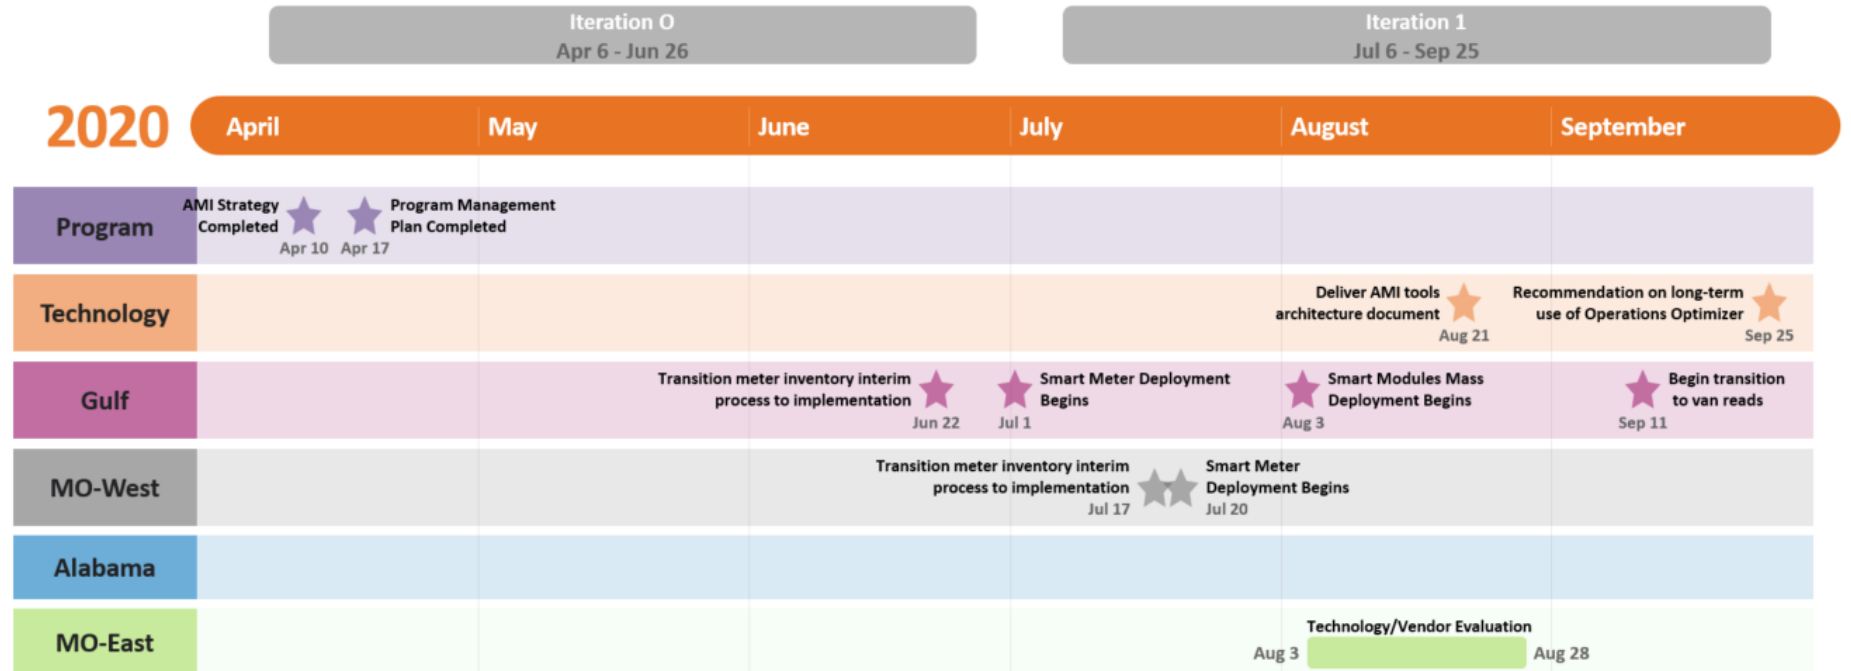 Iteration O
Apr 6 - Jun 26
Iteration 1
Jul 6 - Sep 25
2020
April
May
June
July
August
September
Program
AMI Strategy
Completed
Apr 10
Program Management
Plan Completed
Apr 17
Technology
Deliver AMI tools
architecture document
Aug 21
Recommendation on long-term
use of Operations Optimizer
Sep 25
Gulf
Transition meter inventory interim
process to implementation
Jun 22
Smart Meter Deployment
Begins
Jul 1
Smart Modules Mass
Deployment Begins
Aug 3
Begin transition
to van reads
Sep 11
MO-West
Transition meter inventory interim
process to implementation
Jul 17
Smart Meter
Deployment Begins
Jul 20
Alabama
MO-East
Technology/Vendor Evaluation
Aug 3
Aug 28